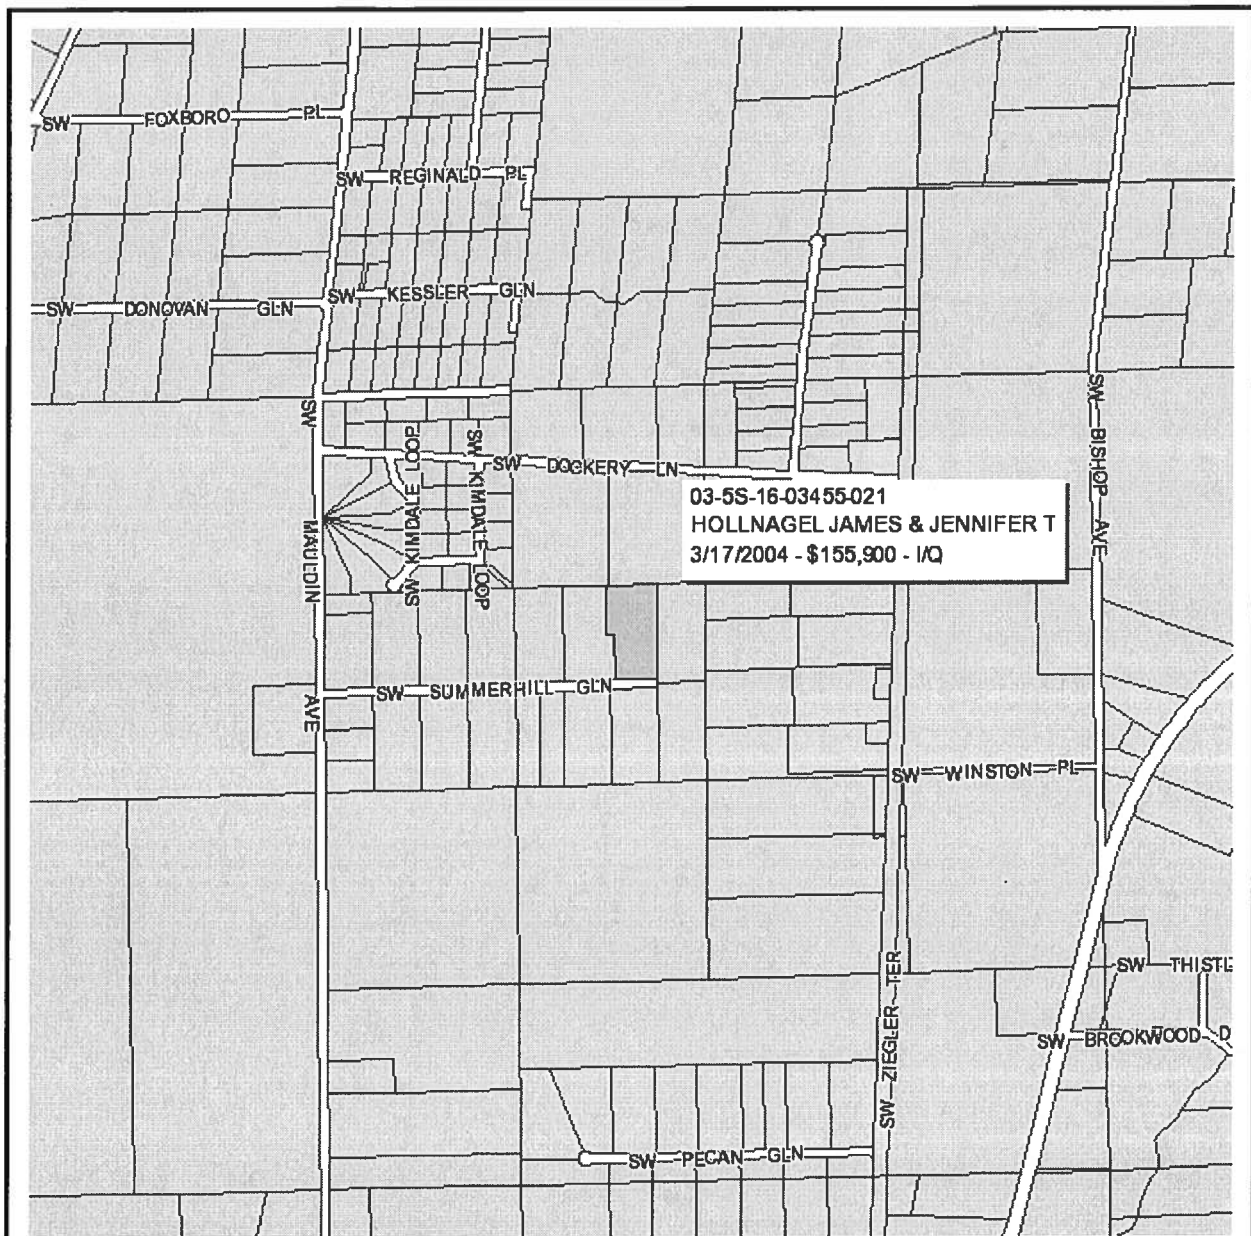 SW FOXBORO PL
SW REGINALD PL
SW KESSLER GLN
SW DONOVAN GLN
SW MAULDIN AVE
SW KIMDALE LOOP
SW KIMDALE LOOP
SW DOCKERY LN
SW BISHOP AVE
03-5S-16-03455-021
HOLLNAGEL JAMES & JENNIFER T
3/17/2004 - $155,900 - I/Q
SW SUMMERHILL GLN
SW WINSTON PL
SW THISTL
SW ZIEGLER TER
SW BROOKWOOD D
SW PECAN GLN